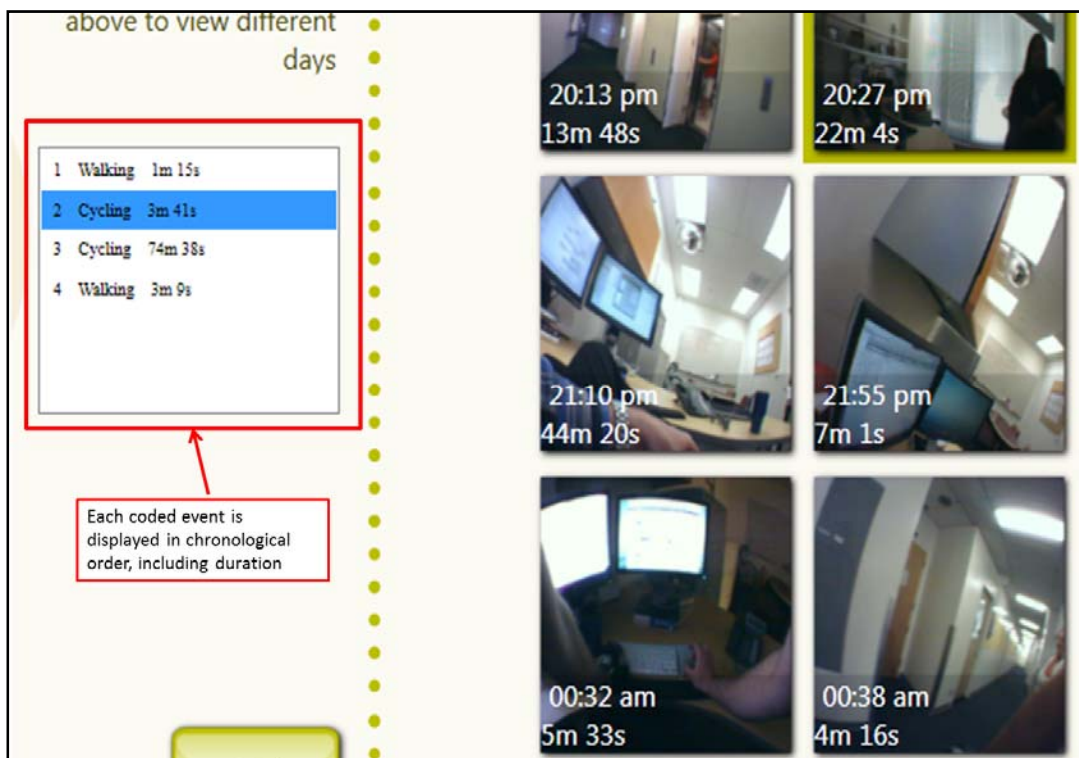 above to view different
days
1 Walking 1m 15s
2 Cycling 3m 41s
3 Cycling 74m 38s
4 Walking 3m 9s
Each coded event is
displayed in chronological
order, including duration
20:13 pm
13m 48s
20:27 pm
22m 4s
21:10 pm
44m 20s
21:55 pm
7m 1s
00:32 am
5m 33s
00:38 am
4m 16s